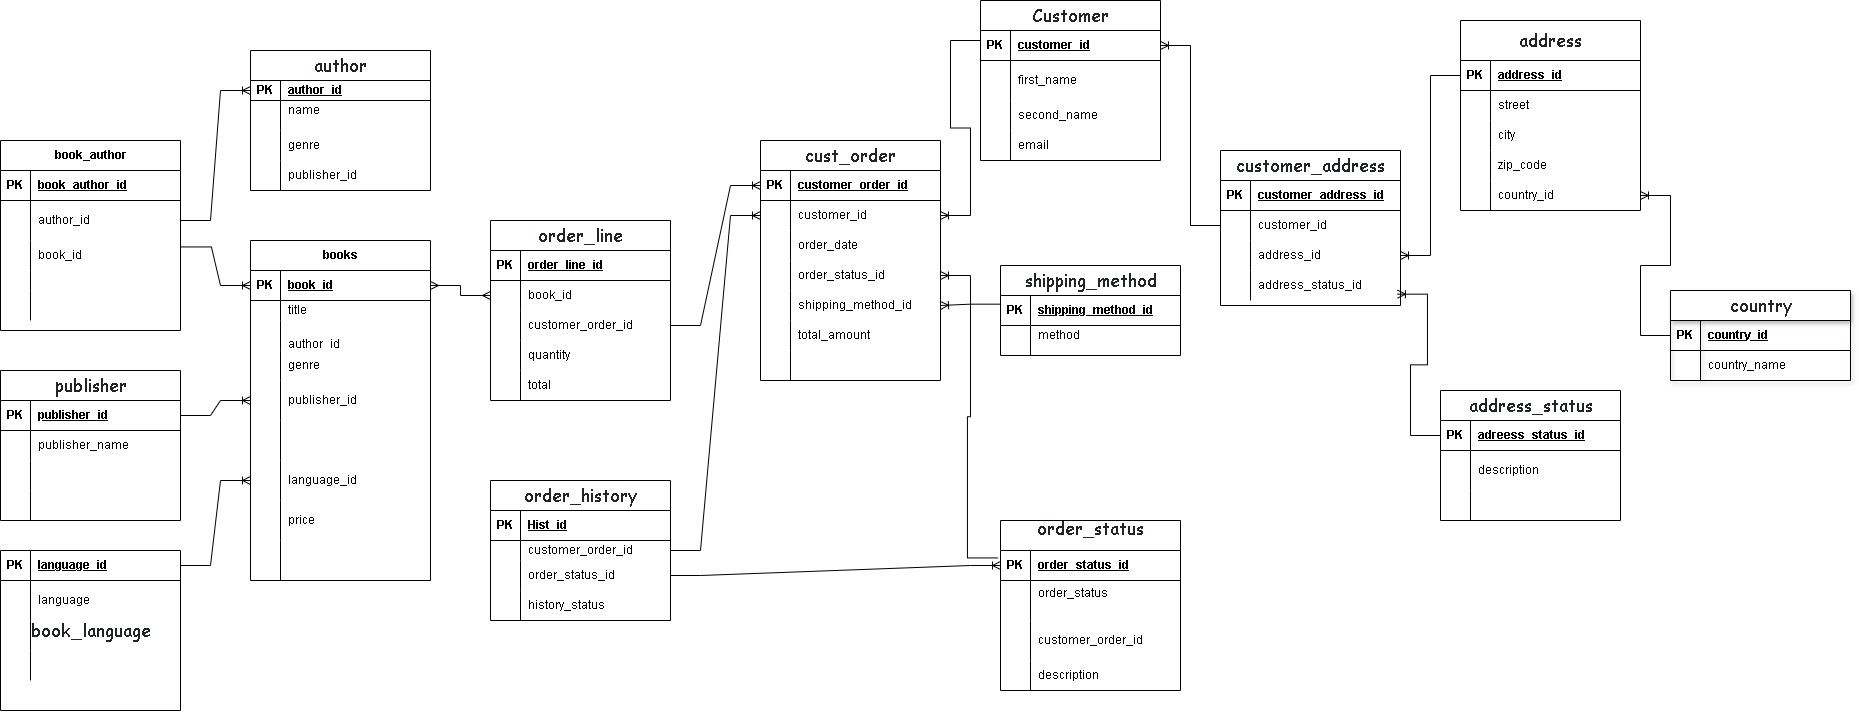 book_author
PK book_author_id
author_id
book_id
publisher
PK publisher_id
publisher_name
PK language_id
language
book_language
author
PK author_id
name
genre
publisher_id
books
PK book_id
title
author_id
genre
publisher_id
language_id
price
order_line
PK order_line_id
book_id
customer_order_id
quantity
total
order_history
PK Hist_id
customer_order_id
order_status_id
history_status
cust_order
PK customer_order_id
customer_id
order_date
order_status_id
shipping_method_id
total_amount
Customer
PK customer_id
first_name
second_name
email
shipping_method
PK shipping_method_id
method
order_status
PK order_status_id
order_status
customer_order_id
description
customer_address
PK customer_address_id
customer_id
address_id
address_status_id
address
PK address_id
street
city
zip_code
country_id
address_status
PK adreess_status_id
description
country
PK country_id
country_name